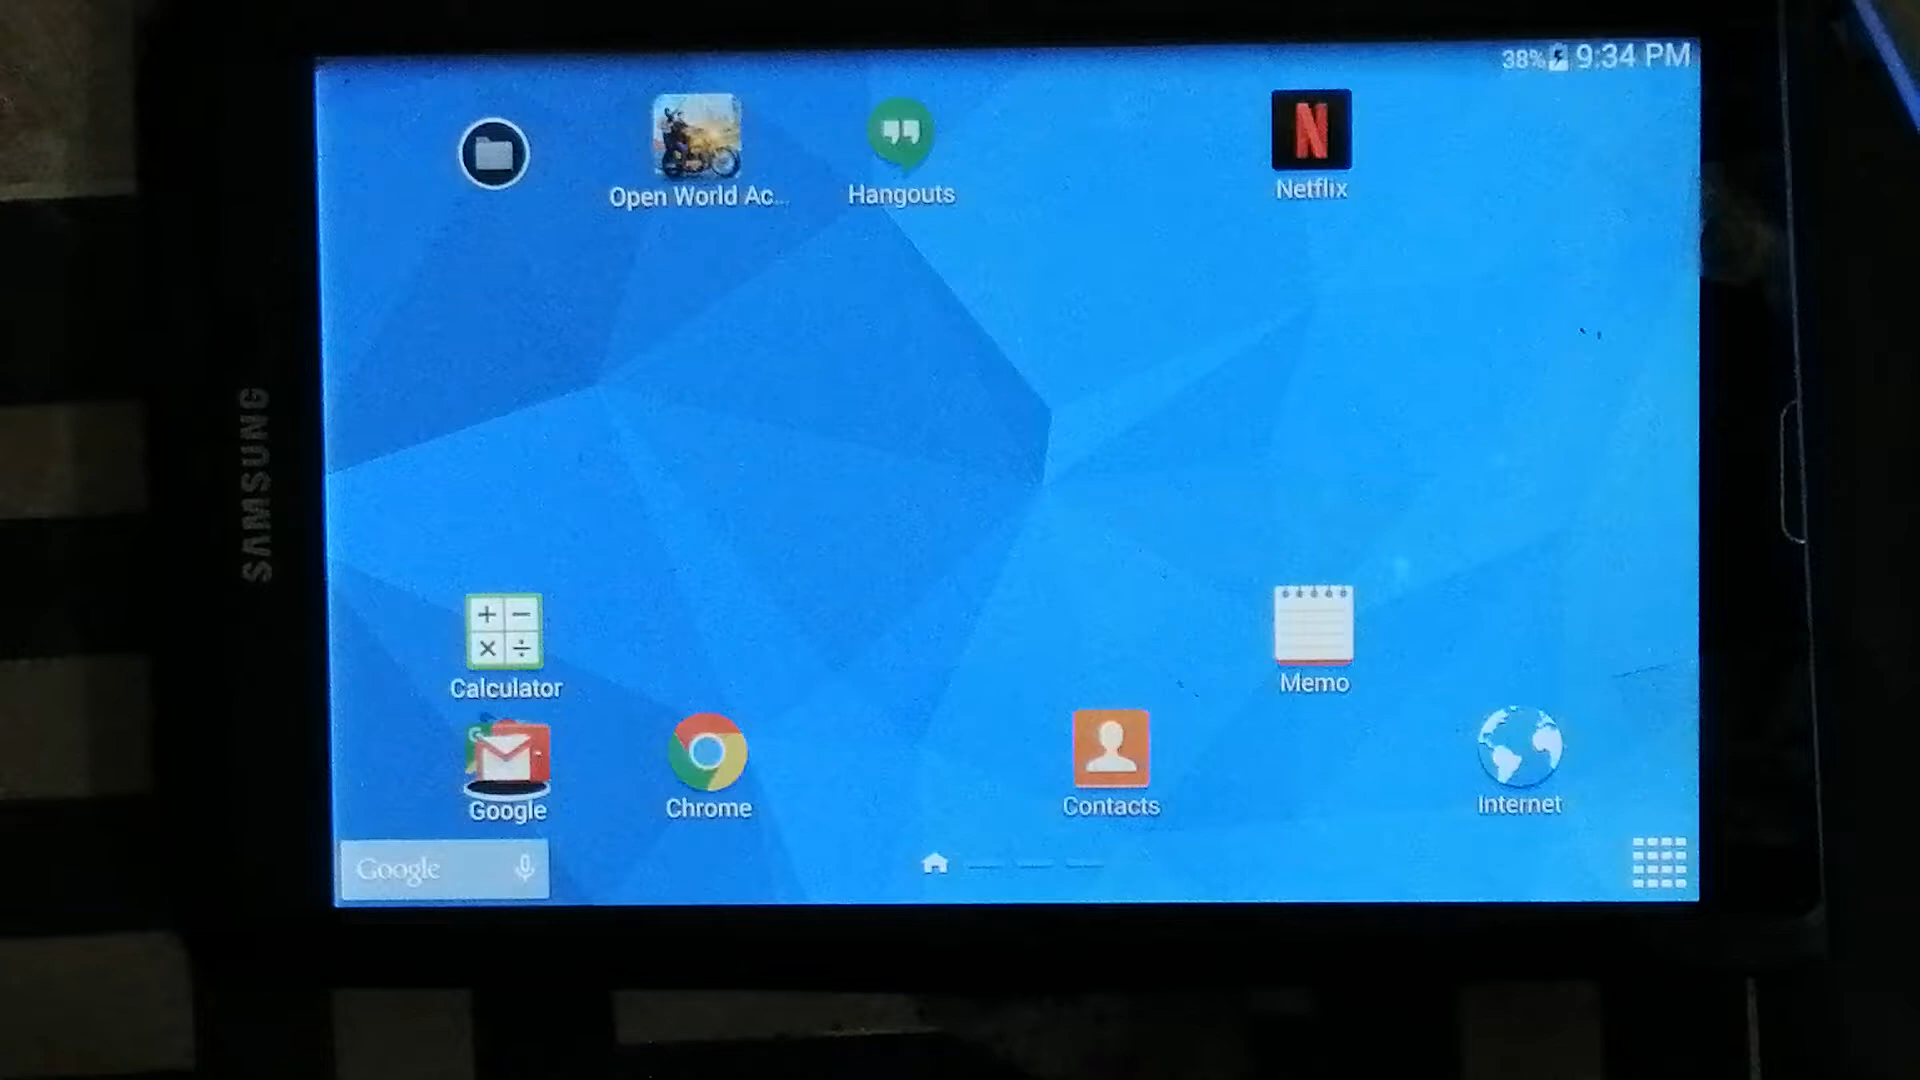 38% 9:34 PM
Open World Ac...
Hangouts
N
Netflix
SAMSUNG
+ −
× ÷
Calculator
Memo
G
Google
Chrome
Contacts
Internet
Google